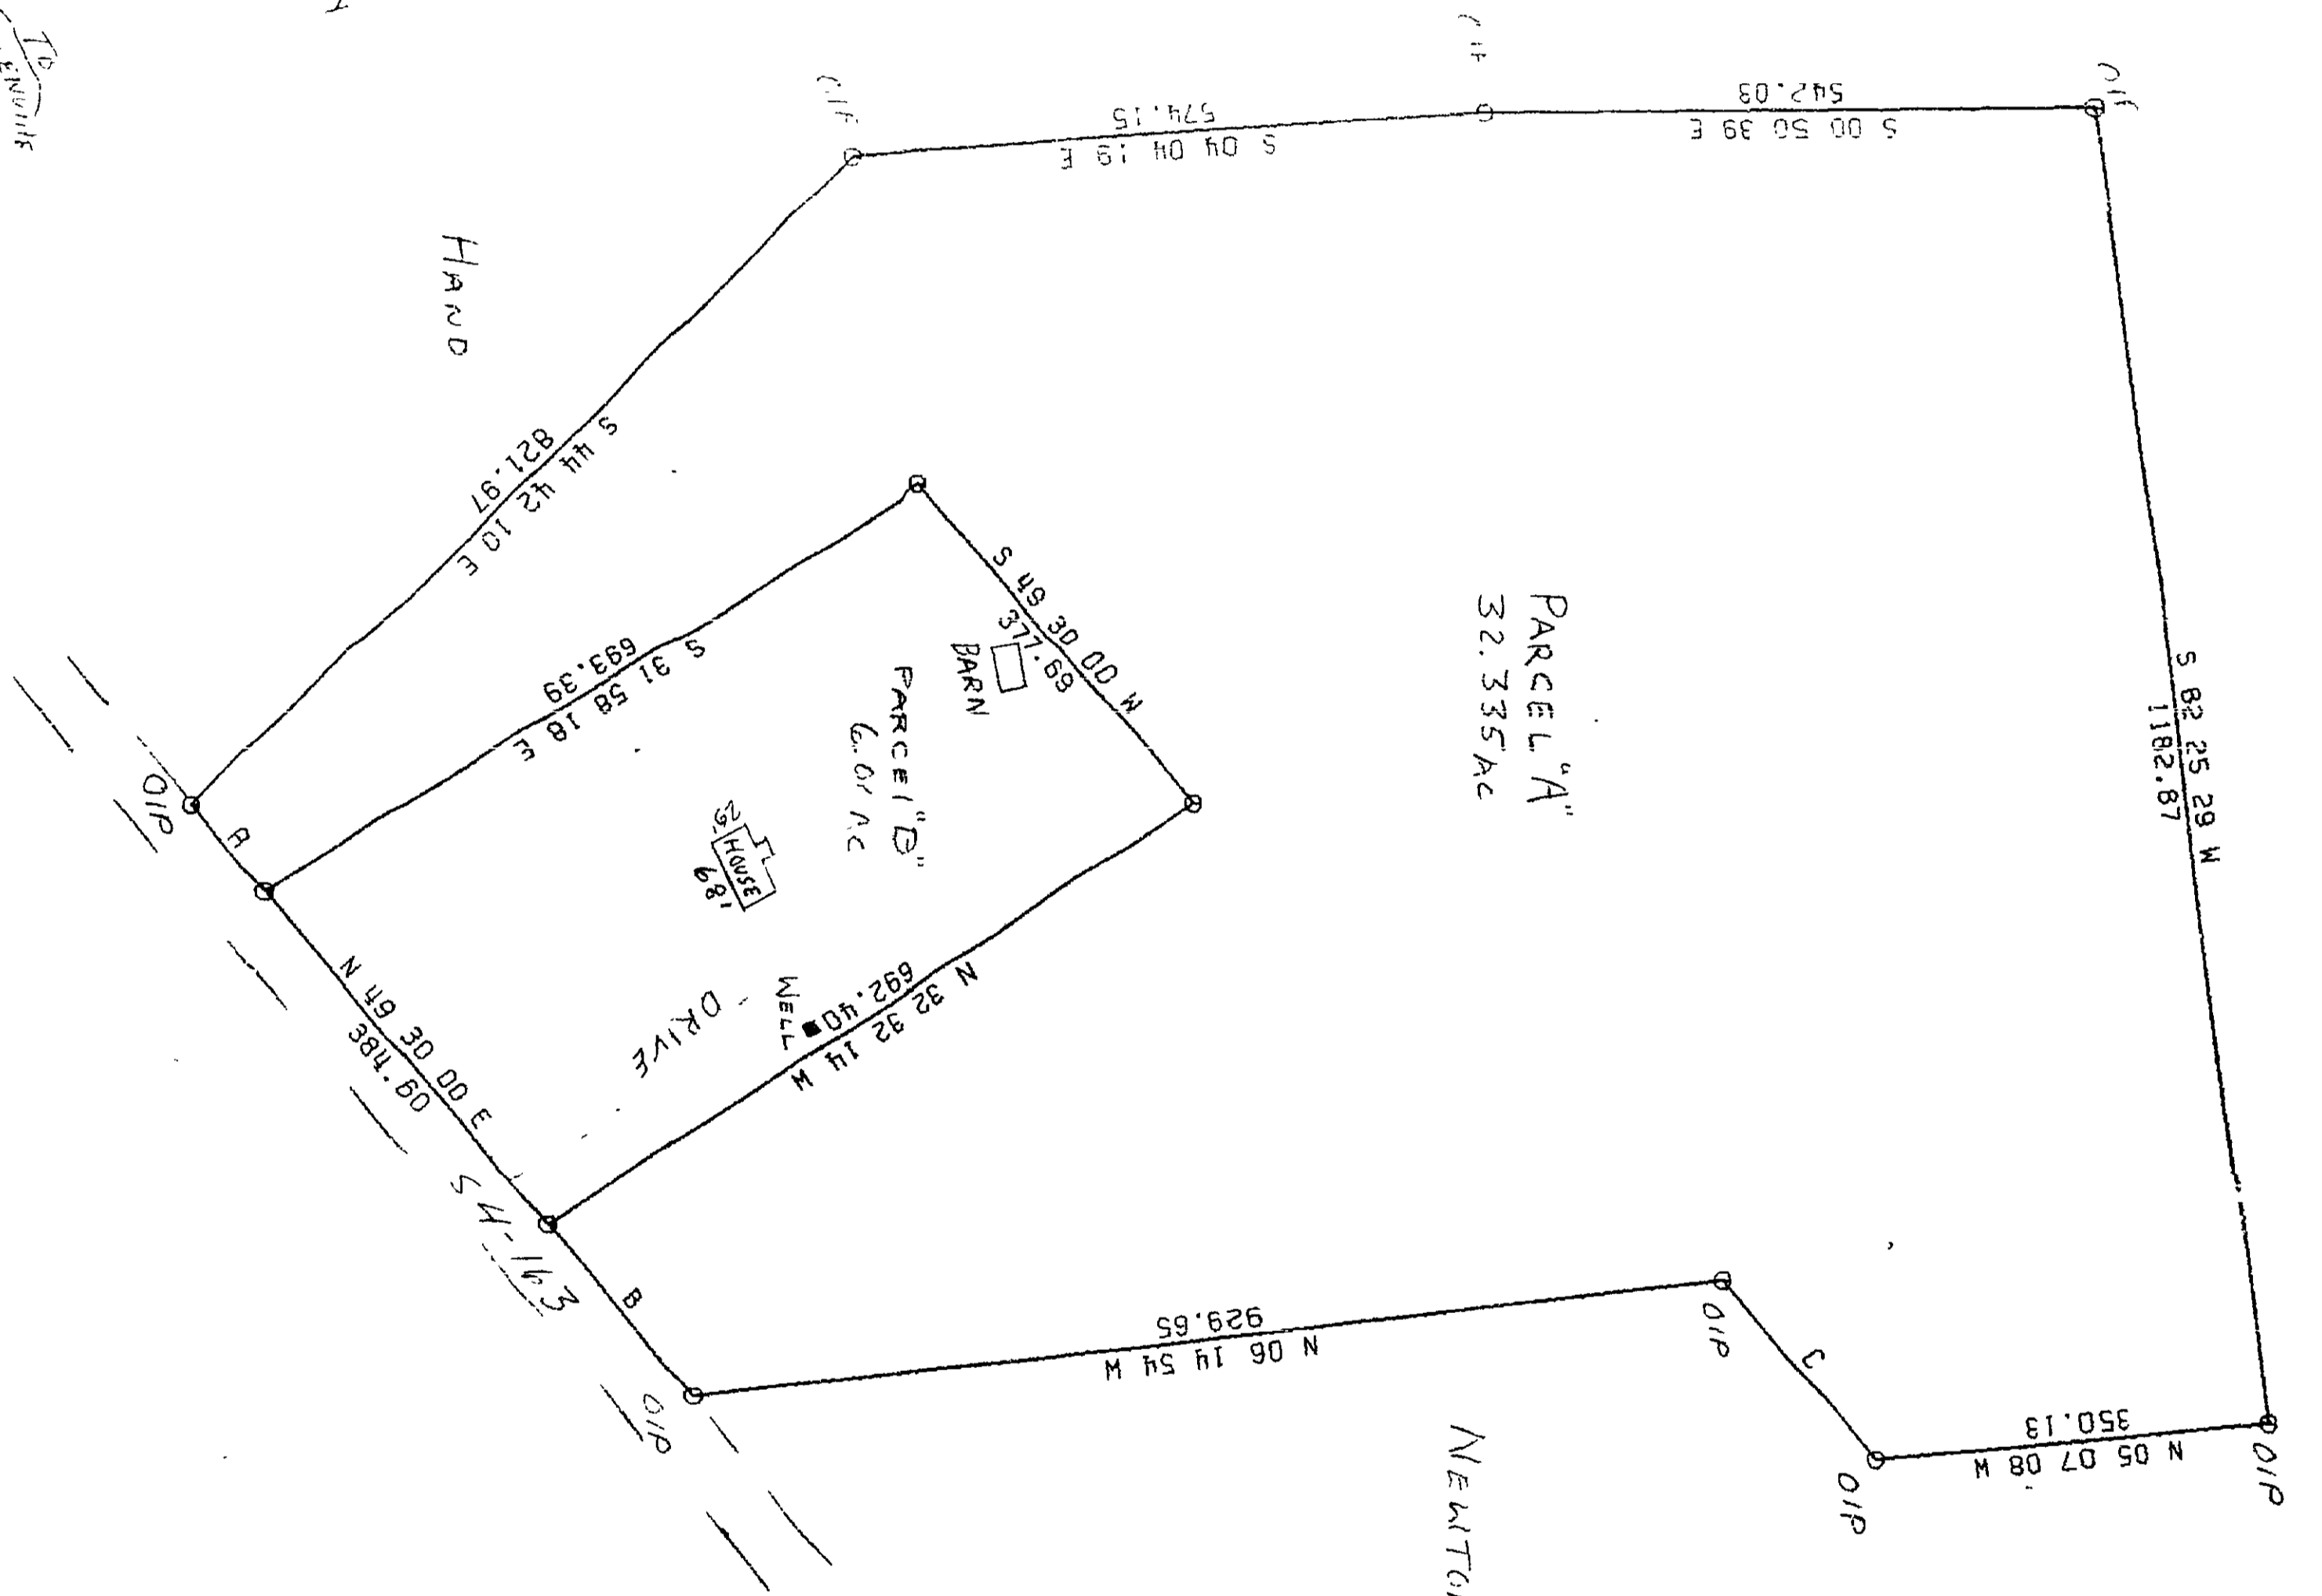 OIP
S 82 25 29 W
1182.87
OIP
N 05 07 08 W
350.13
OIP
C
OIP
S 00 50 39 E
542.03
S 04 04 19 E
574.15
PARCEL "A"
32.335 Ac
N 06 14 54 W
929.65
HAND
S 44 42 10 E
821.97
S 49 30 00 W
377.69
BARN
PARCEL
S 31 58 18 E
693.39
HOUSE
N 32 32 14 W
692.40
WELL
DRIVE
OIP
A
N 49 30 00 E
384.60
B
OIP
SH-163
TO